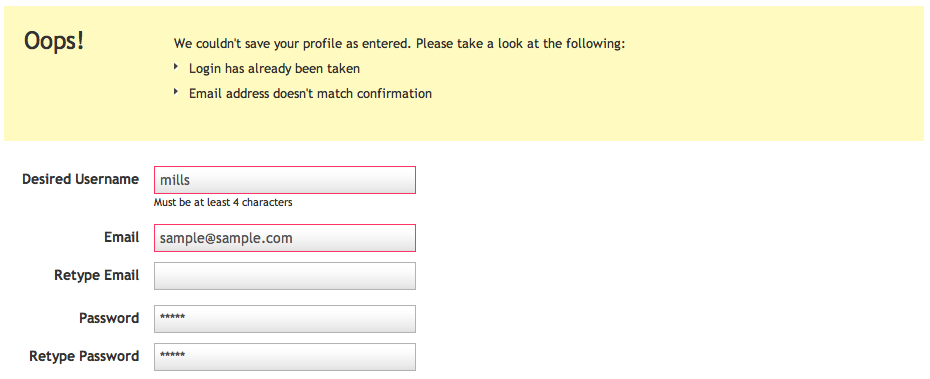 Oops!
We couldn't save your profile as entered. Please take a look at the following:
Login has already been taken
Email address doesn't match confirmation
Desired Username
mills
Must be at least 4 characters
Email
sample@sample.com
Retype Email
Password
*****
Retype Password
*****